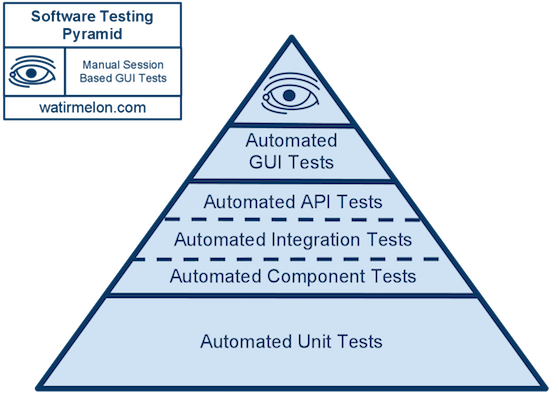 Software Testing
Pyramid
Manual Session
Based GUI Tests
watirmelon.com
Automated
GUI Tests
Automated API Tests
Automated Integration Tests
Automated Component Tests
Automated Unit Tests